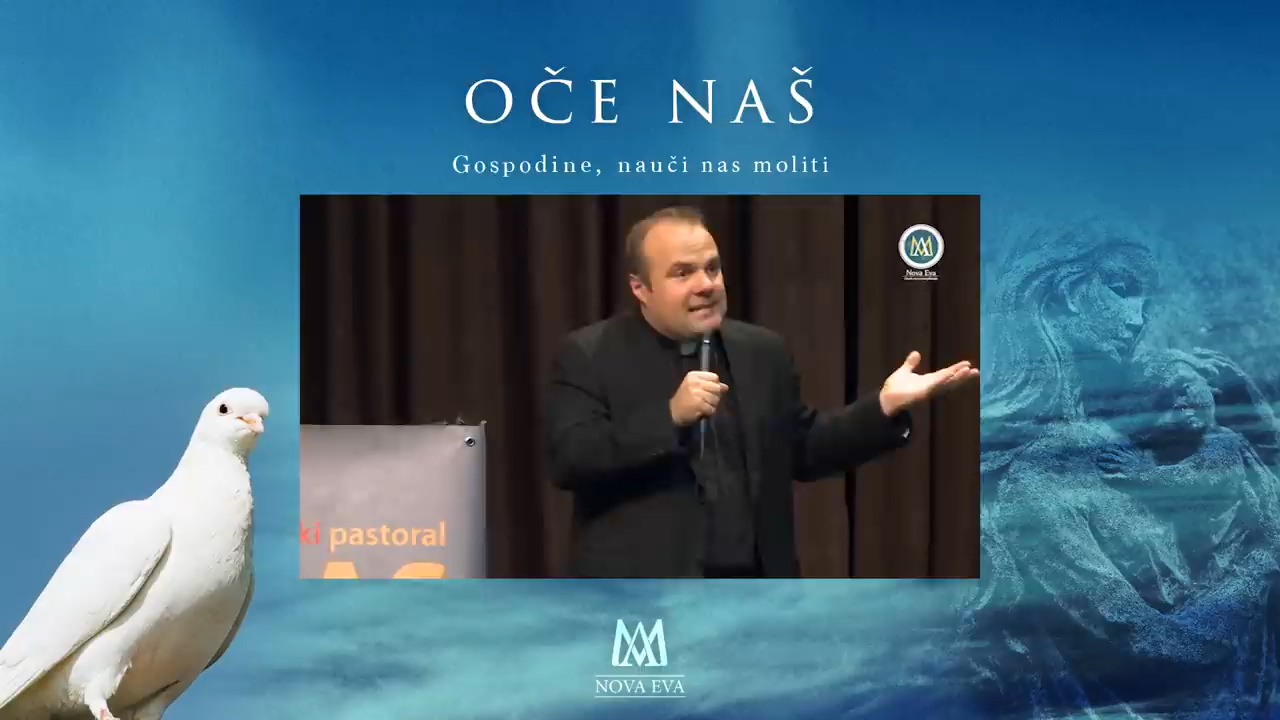 OČE NAŠ
Gospodine, nauči nas moliti
Nova Eva
ki pastoral
NOVA EVA